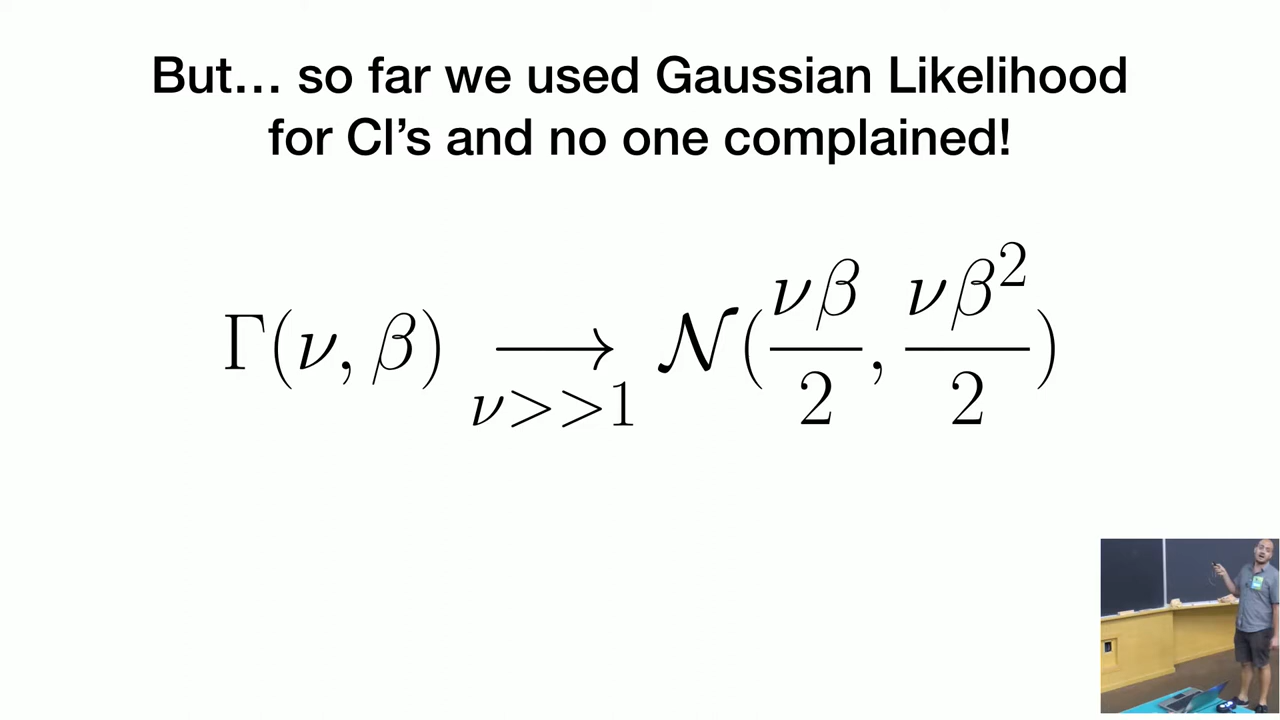 But... so far we used Gaussian Likelihood
for Cl's and no one complained!
Γ(ν, β) ⟶ 𝒩(νβ/2, νβ²/2)
ν>>1